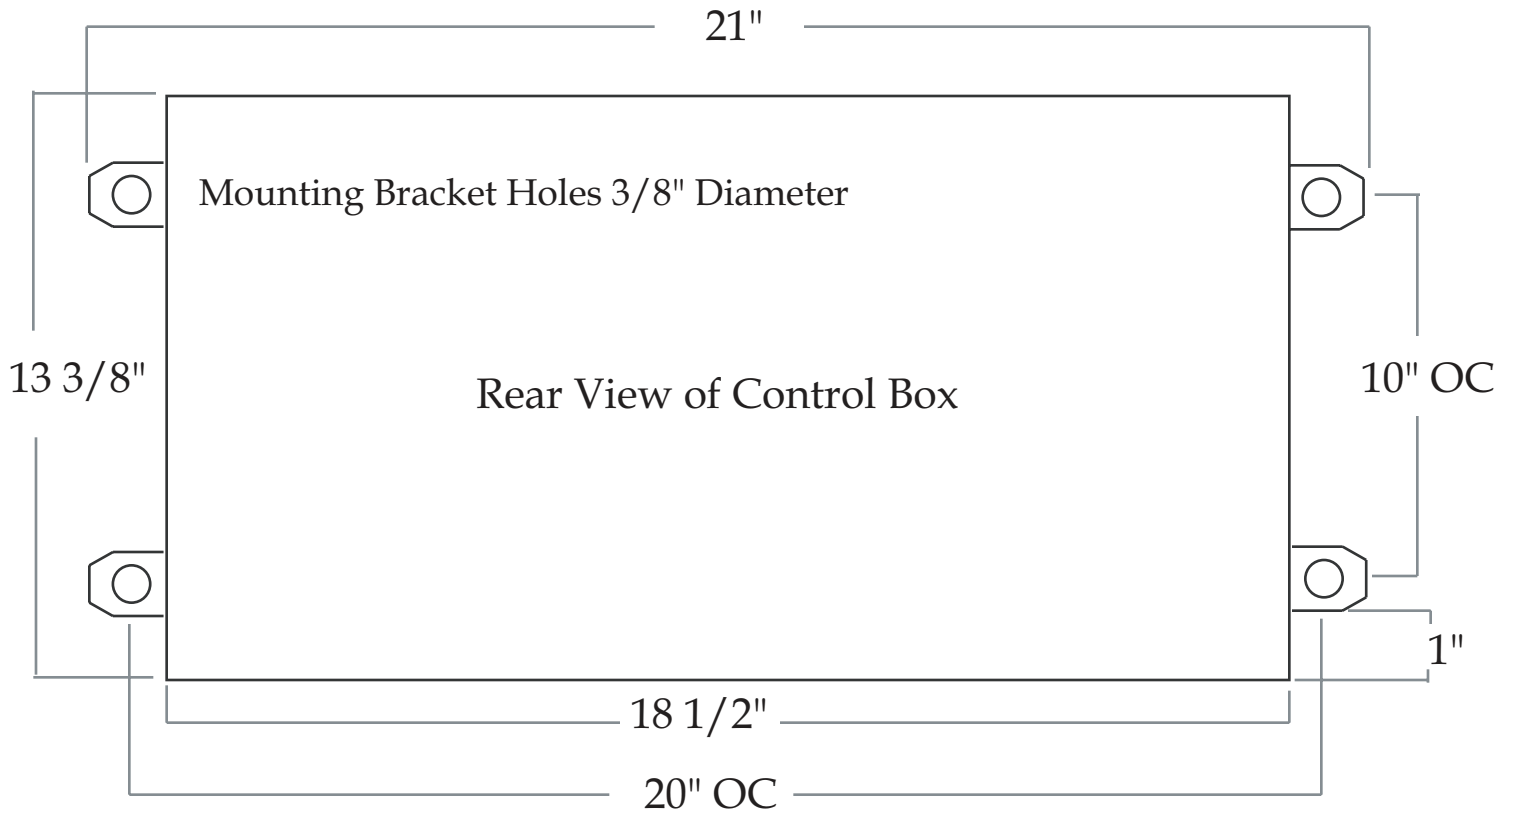 21"
Mounting Bracket Holes 3/8" Diameter
13 3/8"
Rear View of Control Box
10" OC
1"
18 1/2"
20" OC